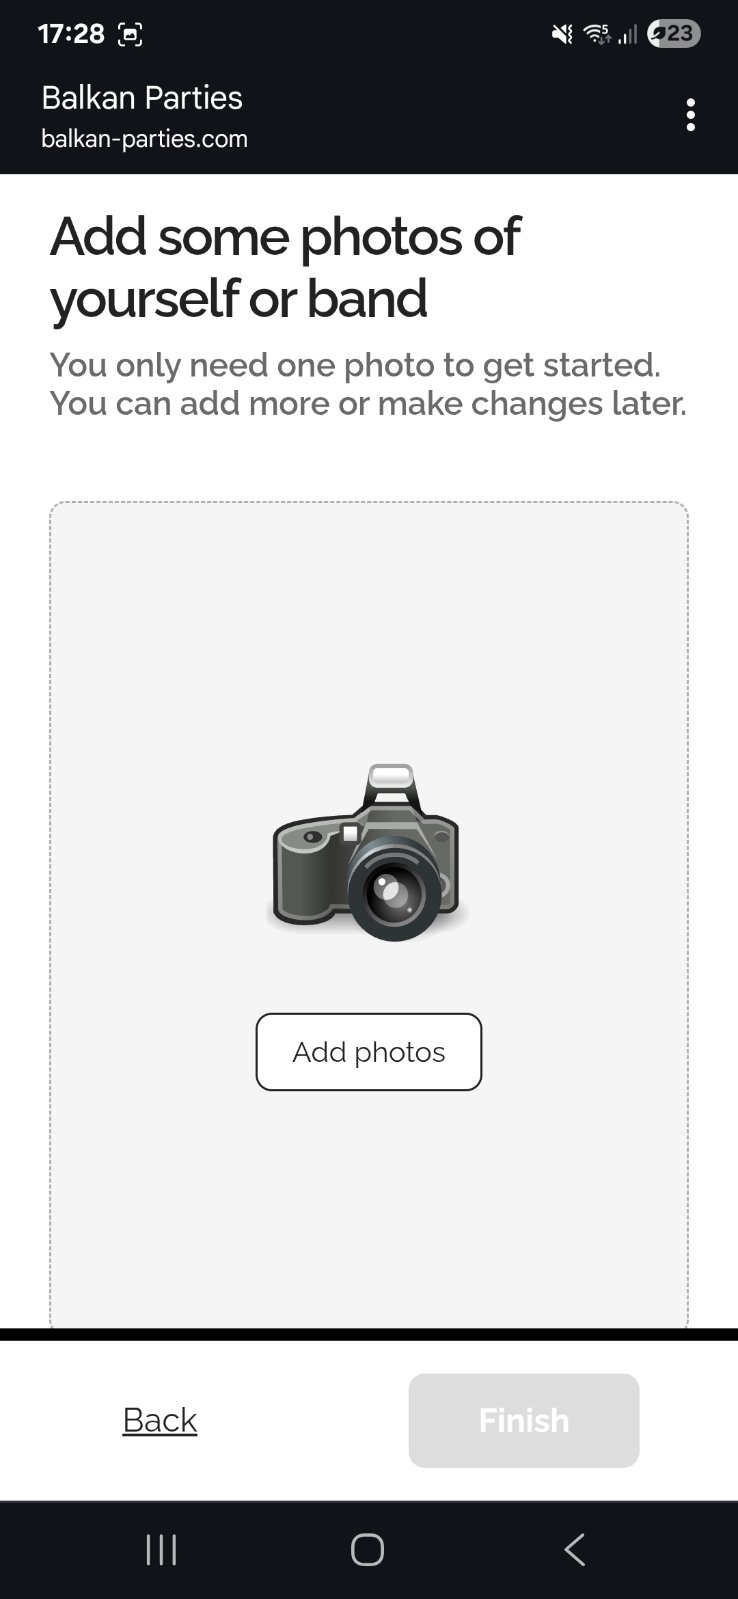 17:28
5
23
Balkan Parties
balkan-parties.com
Add some photos of
yourself or band
You only need one photo to get started.
You can add more or make changes later.
Add photos
Back
Finish